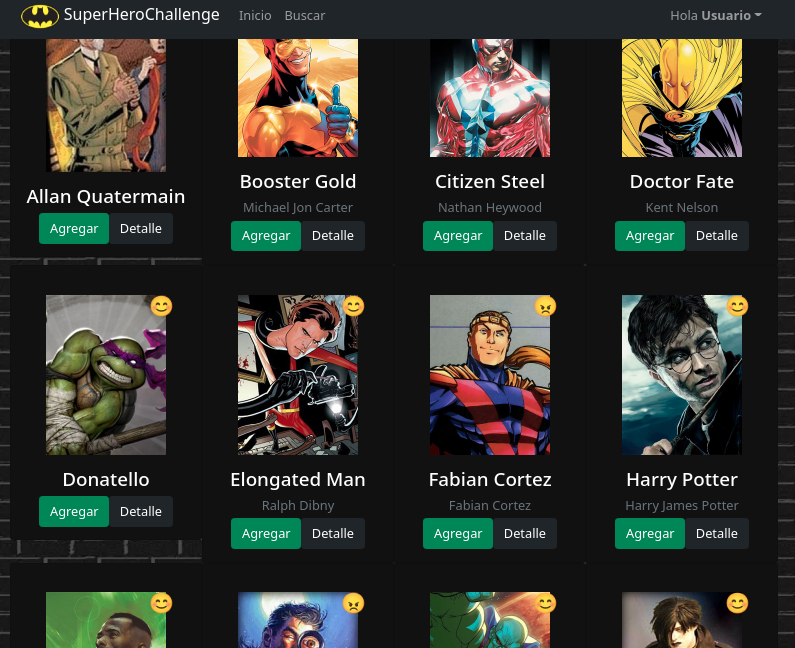 SuperHeroChallenge Inicio Buscar Hola Usuario
Allan Quatermain
Agregar Detalle
Booster Gold
Michael Jon Carter
Agregar Detalle
Citizen Steel
Nathan Heywood
Agregar Detalle
Doctor Fate
Kent Nelson
Agregar Detalle
Donatello
Agregar Detalle
Elongated Man
Ralph Dibny
Agregar Detalle
Fabian Cortez
Fabian Cortez
Agregar Detalle
Harry Potter
Harry James Potter
Agregar Detalle